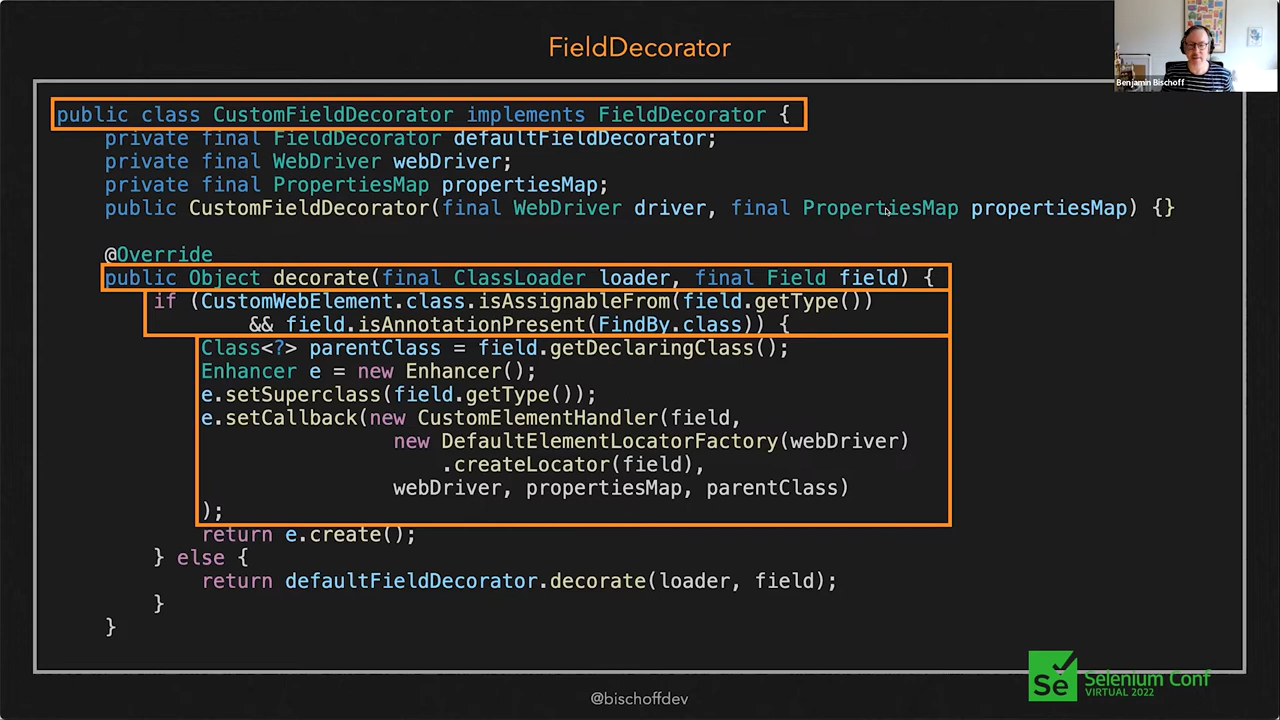 FieldDecorator
Benjamin Bischoff
public class CustomFieldDecorator implements FieldDecorator {
private final FieldDecorator defaultFieldDecorator;
private final WebDriver webDriver;
private final PropertiesMap propertiesMap;
public CustomFieldDecorator(final WebDriver driver, final PropertiesMap propertiesMap) {}
@Override
public Object decorate(final ClassLoader loader, final Field field) {
if (CustomWebElement.class.isAssignableFrom(field.getType())
&& field.isAnnotationPresent(FindBy.class)) {
Class<?> parentClass = field.getDeclaringClass();
Enhancer e = new Enhancer();
e.setSuperclass(field.getType());
e.setCallback(new CustomElementHandler(field,
new DefaultElementLocatorFactory(webDriver)
.createLocator(field),
webDriver, propertiesMap, parentClass)
);
return e.create();
} else {
return defaultFieldDecorator.decorate(loader, field);
}
}
Se
Selenium Conf
VIRTUAL 2022
@bischoffdev